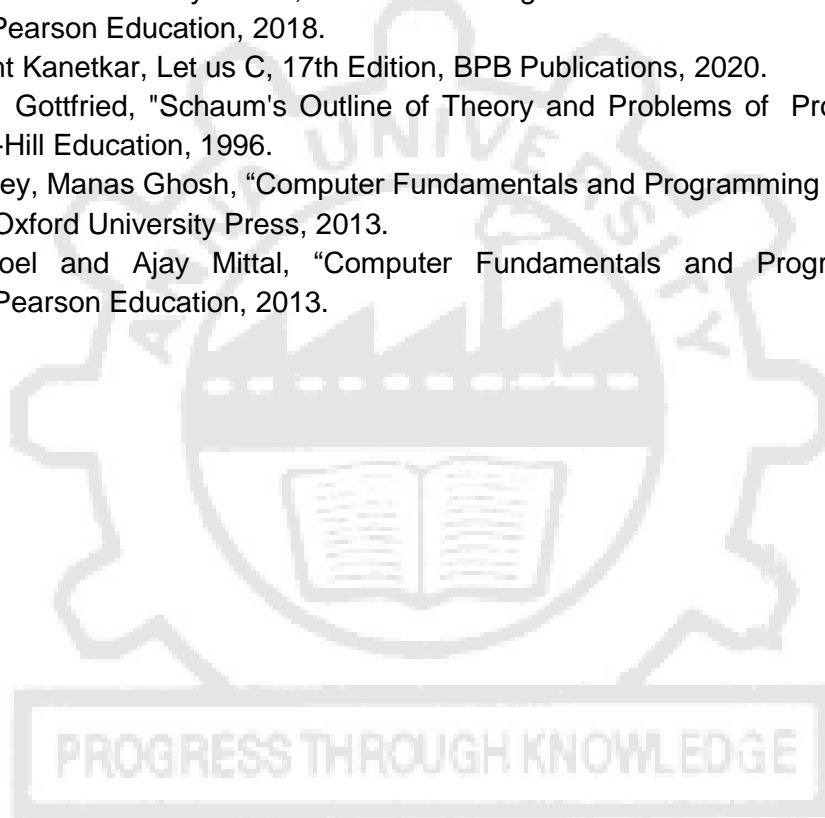 Pearson Education, 2018.
nt Kanetkar, Let us C, 17th Edition, BPB Publications, 2020.
Gottfried, "Schaum's Outline of Theory and Problems of Pro
-Hill Education, 1996.
ey, Manas Ghosh, “Computer Fundamentals and Programming
Oxford University Press, 2013.
oel and Ajay Mittal, “Computer Fundamentals and Progr
Pearson Education, 2013.
ANNA UNIVERSITY
PROGRESS THROUGH KNOWLEDGE